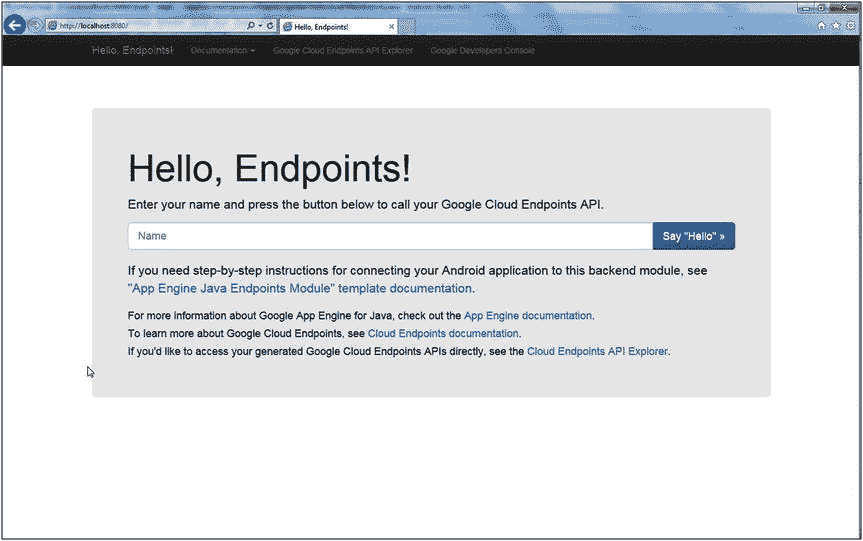 http://localhost:8080/
Hello, Endpoints!
Hello, Endpoints! Documentation Google Cloud Endpoints API Explorer Google Developers Console
Hello, Endpoints!
Enter your name and press the button below to call your Google Cloud Endpoints API.
Name
Say "Hello" »
If you need step-by-step instructions for connecting your Android application to this backend module, see
"App Engine Java Endpoints Module" template documentation.
For more information about Google App Engine for Java, check out the App Engine documentation.
To learn more about Google Cloud Endpoints, see Cloud Endpoints documentation.
If you'd like to access your generated Google Cloud Endpoints APIs directly, see the Cloud Endpoints API Explorer.